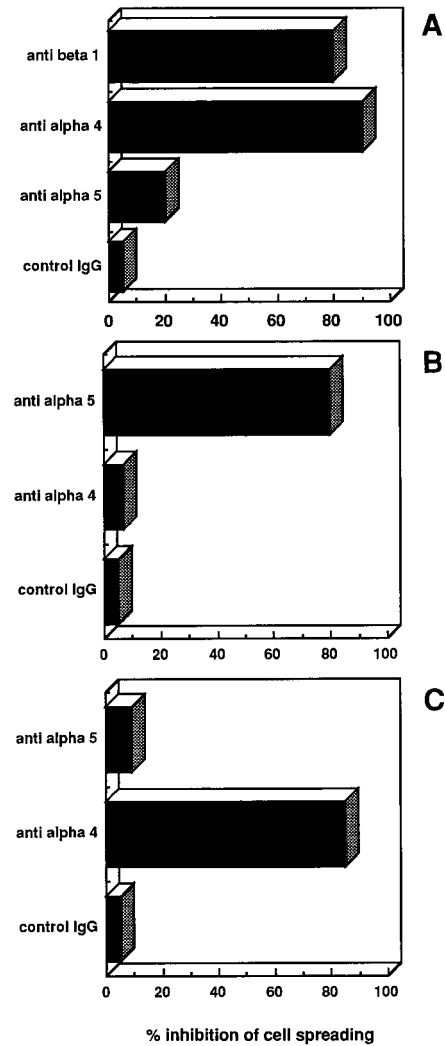 A
anti beta 1
anti alpha 4
anti alpha 5
control IgG
0 20 40 60 80 100
B
anti alpha 5
anti alpha 4
control IgG
0 20 40 60 80 100
C
anti alpha 5
anti alpha 4
control IgG
0 20 40 60 80 100
% inhibition of cell spreading